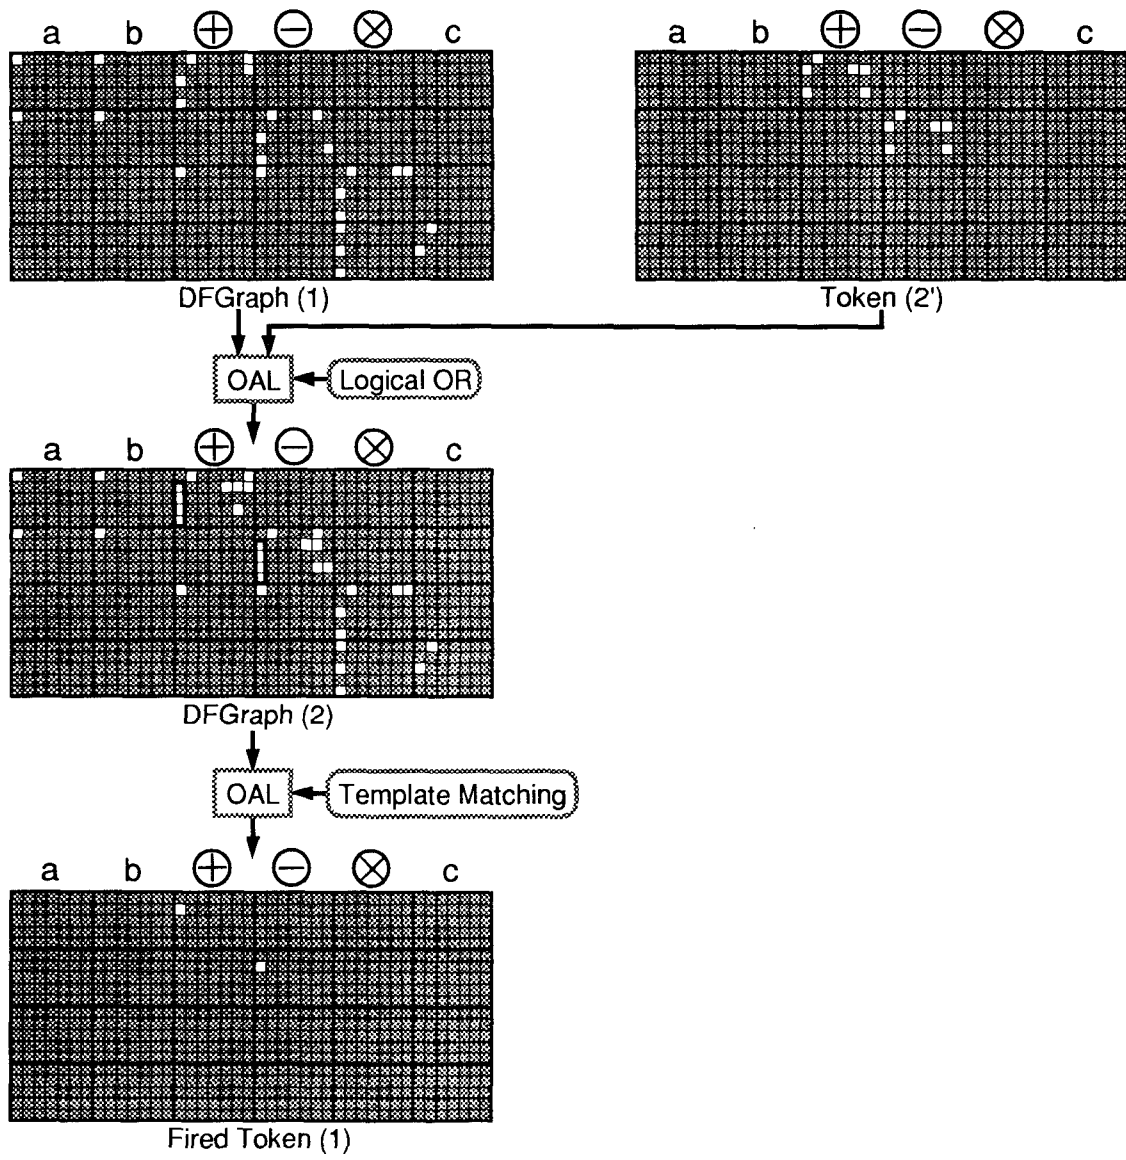 a b ⊕ ⊖ ⊗ c
a b ⊕ ⊖ ⊗ c
DFGraph (1)
Token (2')
OAL
Logical OR
a b ⊕ ⊖ ⊗ c
DFGraph (2)
OAL
Template Matching
a b ⊕ ⊖ ⊗ c
Fired Token (1)